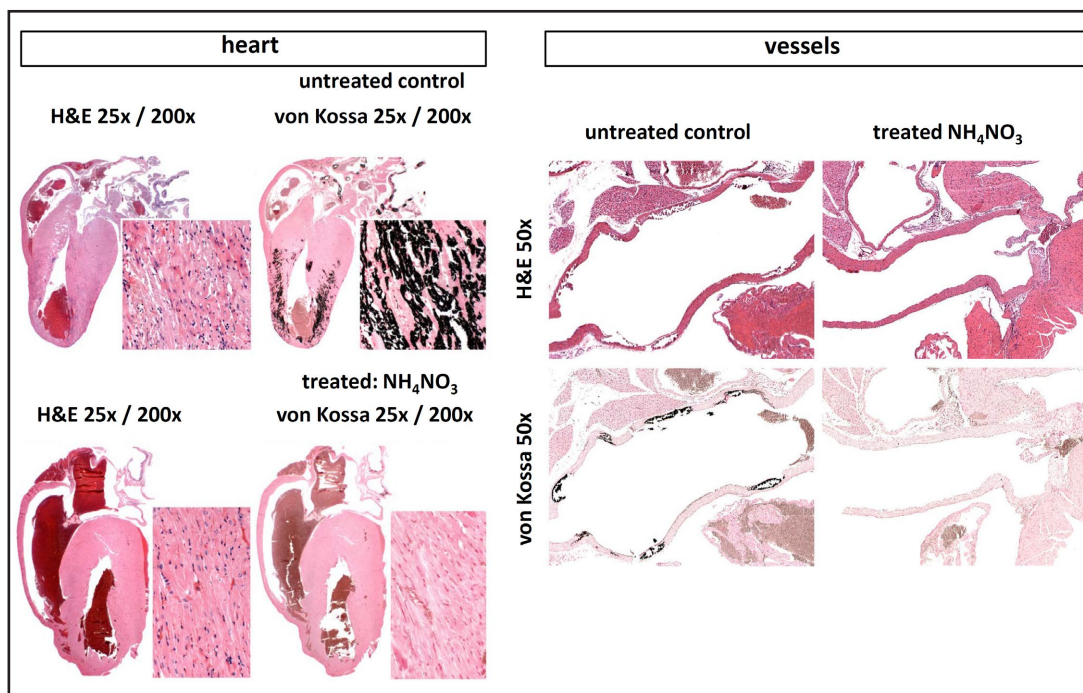 heart
untreated control
H&E 25x / 200x
von Kossa 25x / 200x
treated: NH₄NO₃
H&E 25x / 200x
von Kossa 25x / 200x
vessels
untreated control
treated NH₄NO₃
H&E 50x
von Kossa 50x